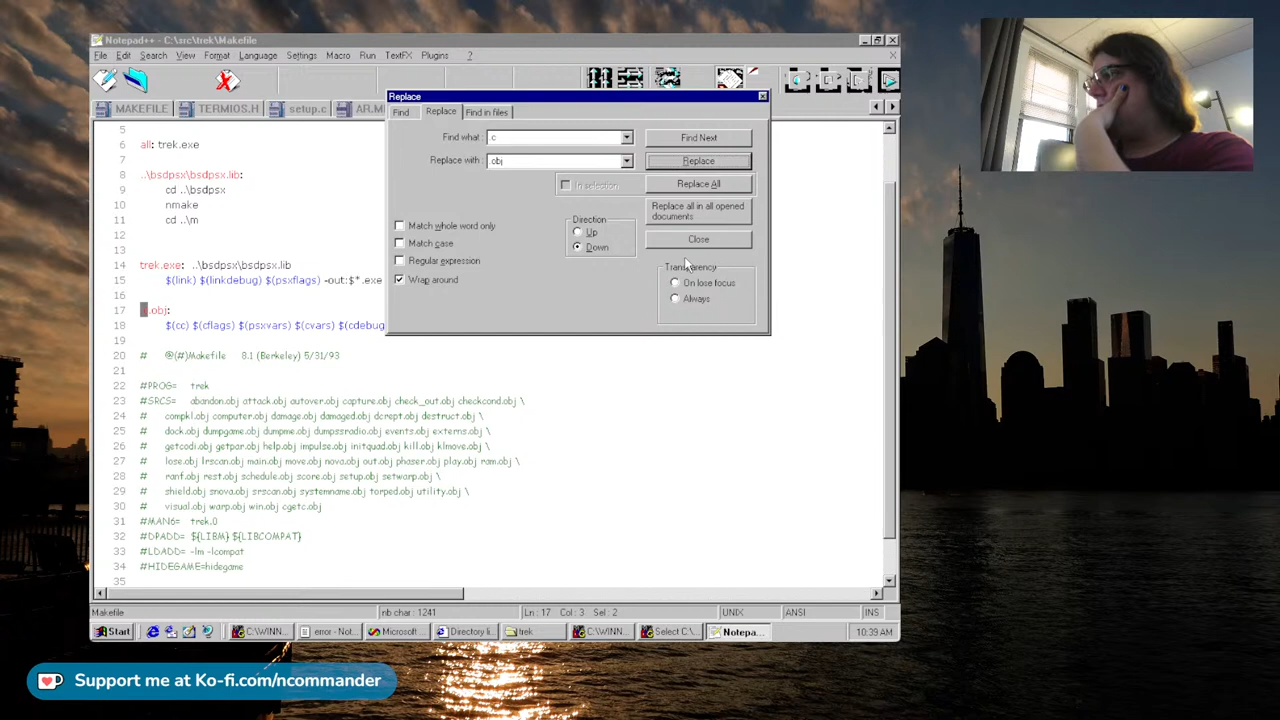 Notepad++ - C:\src\trek\Makefile
File Edit Search View Format Language Settings Macro Run TextFX Plugins ?
MAKEFILE TERMIOS.H setup.c AR.M
Replace
Find Replace Find in files
Find what : .c Find Next
Replace with : .obj Replace
In selection Replace All
Replace all in all opened
documents
Close
Match whole word only
Match case
Regular expression
Wrap around
Direction
Up
Down
Transparency
On lose focus
Always
5
6 all: trek.exe
7
8 ..\bsdpsx\bsdpsx.lib:
9 cd ..\bsdpsx
10 nmake
11 cd ..\m
12
13
14 trek.exe: ..\bsdpsx\bsdpsx.lib
15 $(link) $(linkdebug) $(psxflags) -out:$*.exe
16
17 .obj:
18 $(cc) $(cflags) $(psxvars) $(cvars) $(cdebug
19
20 # @(#)Makefile 8.1 (Berkeley) 5/31/93
21
22 #PROG= trek
23 #SRCS= abandon.obj attack.obj autover.obj capture.obj check_out.obj checkcond.obj \
24 # compkl.obj computer.obj damage.obj damaged.obj dcrept.obj destruct.obj \
25 # dock.obj dumpgame.obj dumpme.obj dumpssradio.obj events.obj externs.obj \
26 # getcodi.obj getpar.obj help.obj impulse.obj initquad.obj kill.obj klmove.obj \
27 # lose.obj lrscan.obj main.obj move.obj nova.obj out.obj phaser.obj play.obj ram.obj \
28 # ranf.obj rest.obj schedule.obj score.obj setup.obj setwarp.obj \
29 # shield.obj snova.obj srscan.obj systemname.obj torped.obj utility.obj \
30 # visual.obj warp.obj win.obj cgetc.obj
31 #MAN6= trek.0
32 #DPADD= ${LIBM} ${LIBCOMPAT}
33 #LDADD= -lm -lcompat
34 #HIDEGAME=hidegame
35
Makefile nb char : 1241 Ln : 17 Col : 3 Sel : 2 UNIX ANSI INS
Start C:\WINN... error - Not... Microsoft ... Directory li... trek C:\WINN... Select C:\... Notepa... 10:39 AM
Support me at Ko-fi.com/ncommander